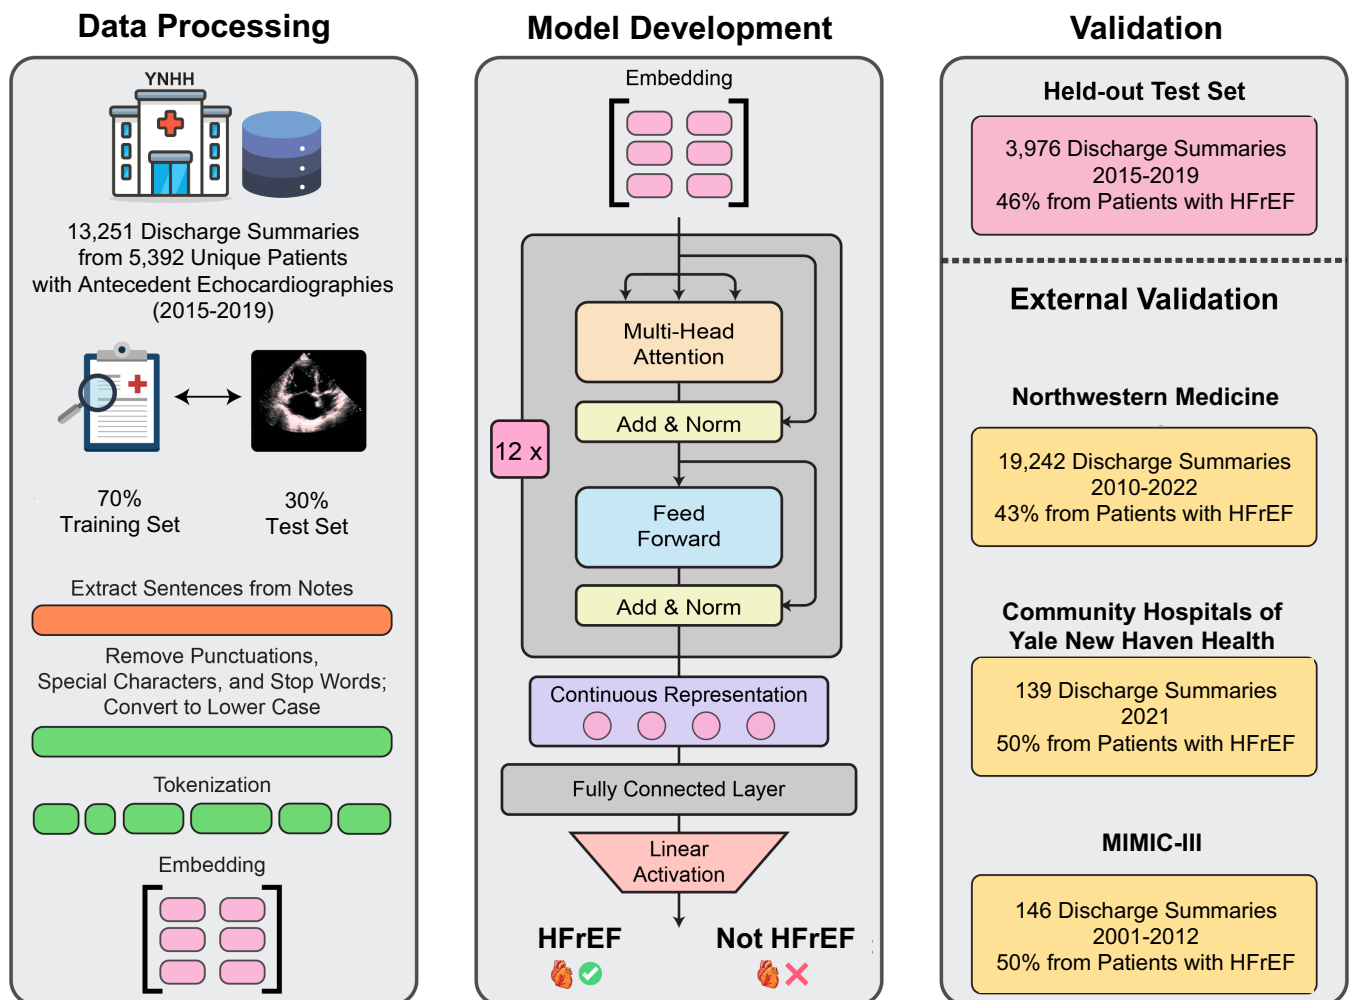 Data Processing
YNHH
13,251 Discharge Summaries
from 5,392 Unique Patients
with Antecedent Echocardiographies
(2015-2019)
70%
Training Set
30%
Test Set
Extract Sentences from Notes
Remove Punctuations,
Special Characters, and Stop Words;
Convert to Lower Case
Tokenization
Embedding
Model Development
Embedding
Multi-Head
Attention
Add & Norm
12 x
Feed
Forward
Add & Norm
Continuous Representation
Fully Connected Layer
Linear
Activation
HFrEF
Not HFrEF
Validation
Held-out Test Set
3,976 Discharge Summaries
2015-2019
46% from Patients with HFrEF
External Validation
Northwestern Medicine
19,242 Discharge Summaries
2010-2022
43% from Patients with HFrEF
Community Hospitals of
Yale New Haven Health
139 Discharge Summaries
2021
50% from Patients with HFrEF
MIMIC-III
146 Discharge Summaries
2001-2012
50% from Patients with HFrEF